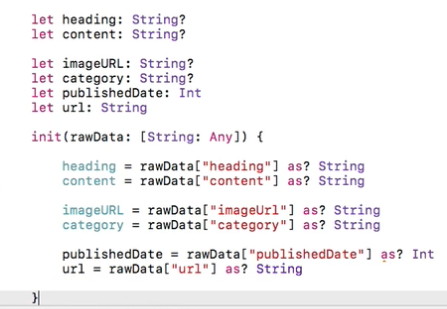 let heading: String?
let content: String?
let imageURL: String?
let category: String?
let publishedDate: Int
let url: String
init(rawData: [String: Any]) {
heading = rawData["heading"] as? String
content = rawData["content"] as? String
imageURL = rawData["imageUrl"] as? String
category = rawData["category"] as? String
publishedDate = rawData["publishedDate"] as? Int
url = rawData["url"] as? String
}